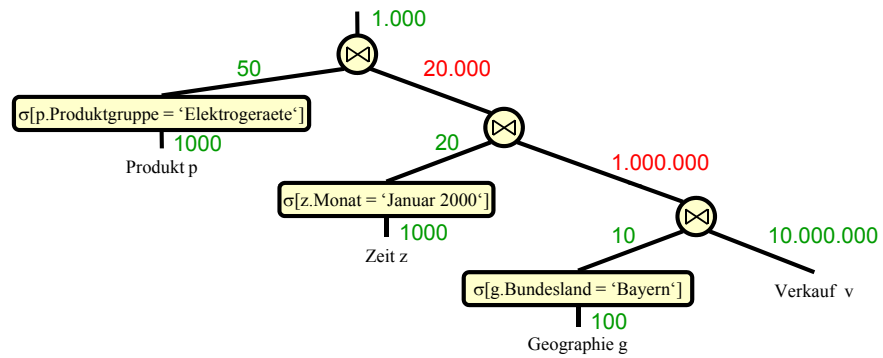 1.000
50
20.000
σ[p.Produktgruppe = ‘Elektrogeraete‘]
1000
Produkt p
20
1.000.000
σ[z.Monat = ‘Januar 2000‘]
1000
Zeit z
10
10.000.000
σ[g.Bundesland = ‘Bayern‘]
Verkauf v
100
Geographie g